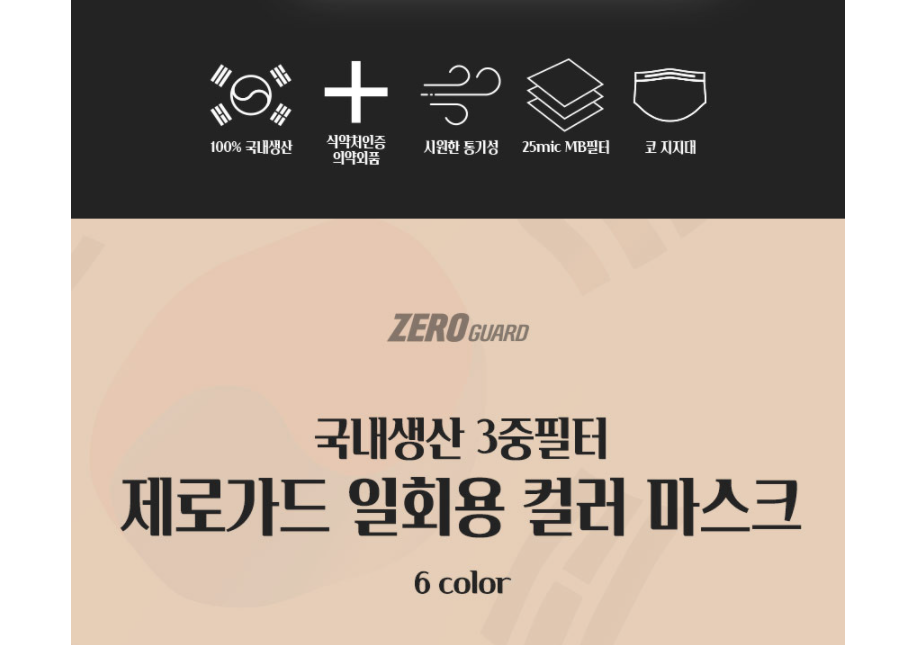 100% 국내생산
식약처인증
의약외품
시원한 통기성
25mic MB필터
코 지지대
ZERO GUARD
국내생산 3중필터
제로가드 일회용 컬러 마스크
6 color